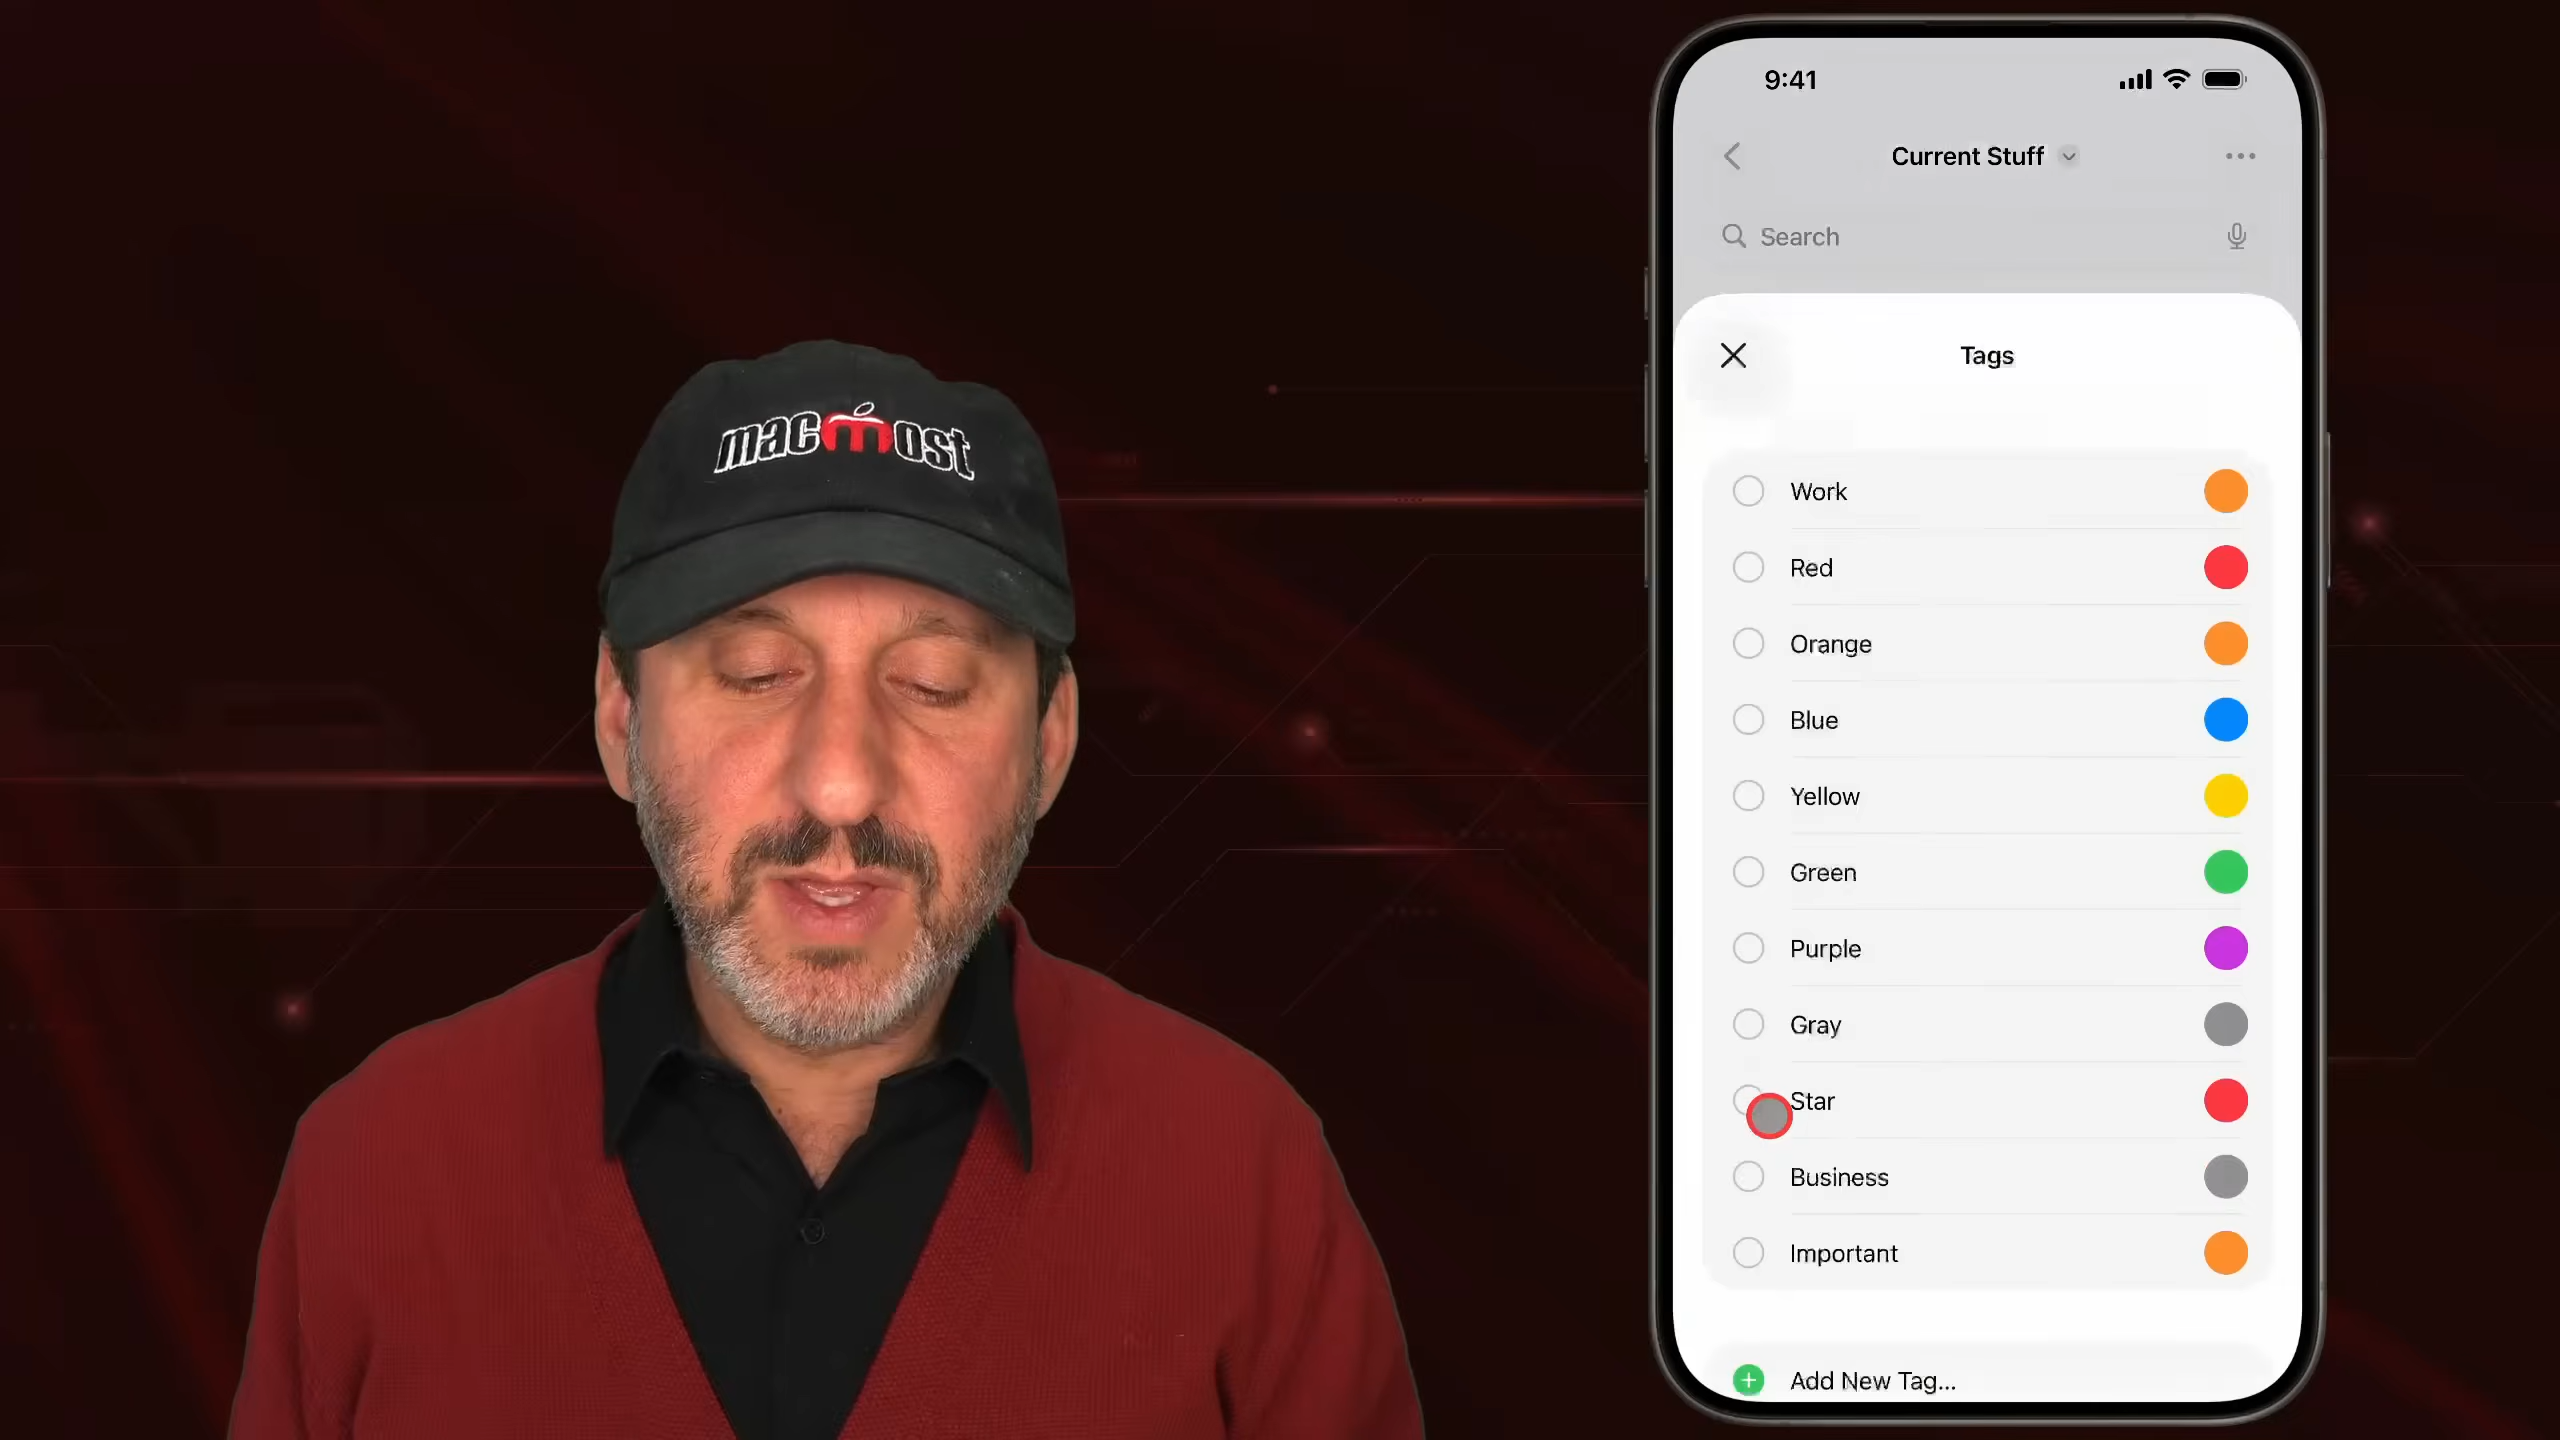 macmost
9:41
Current Stuff
Search
Tags
Work
Red
Orange
Blue
Yellow
Green
Purple
Gray
Star
Business
Important
Add New Tag...